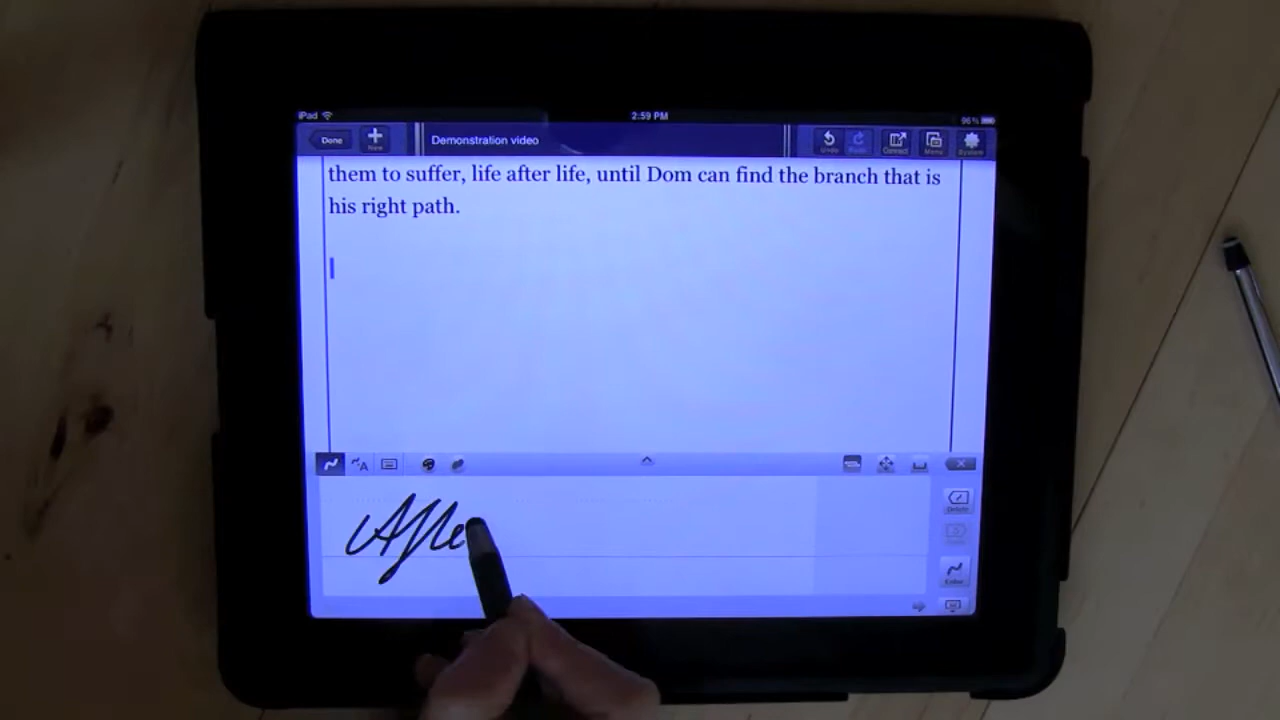 iPad 2:59 PM 96%
Done New Demonstration video Undo Redo Connect Menu System
them to suffer, life after life, until Dom can find the branch that is
his right path.
A
Delete
Enter